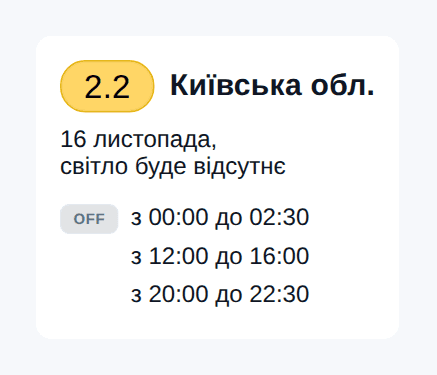 2.2 Київська обл.
16 листопада,
світло буде відсутнє
OFF з 00:00 до 02:30
з 12:00 до 16:00
з 20:00 до 22:30